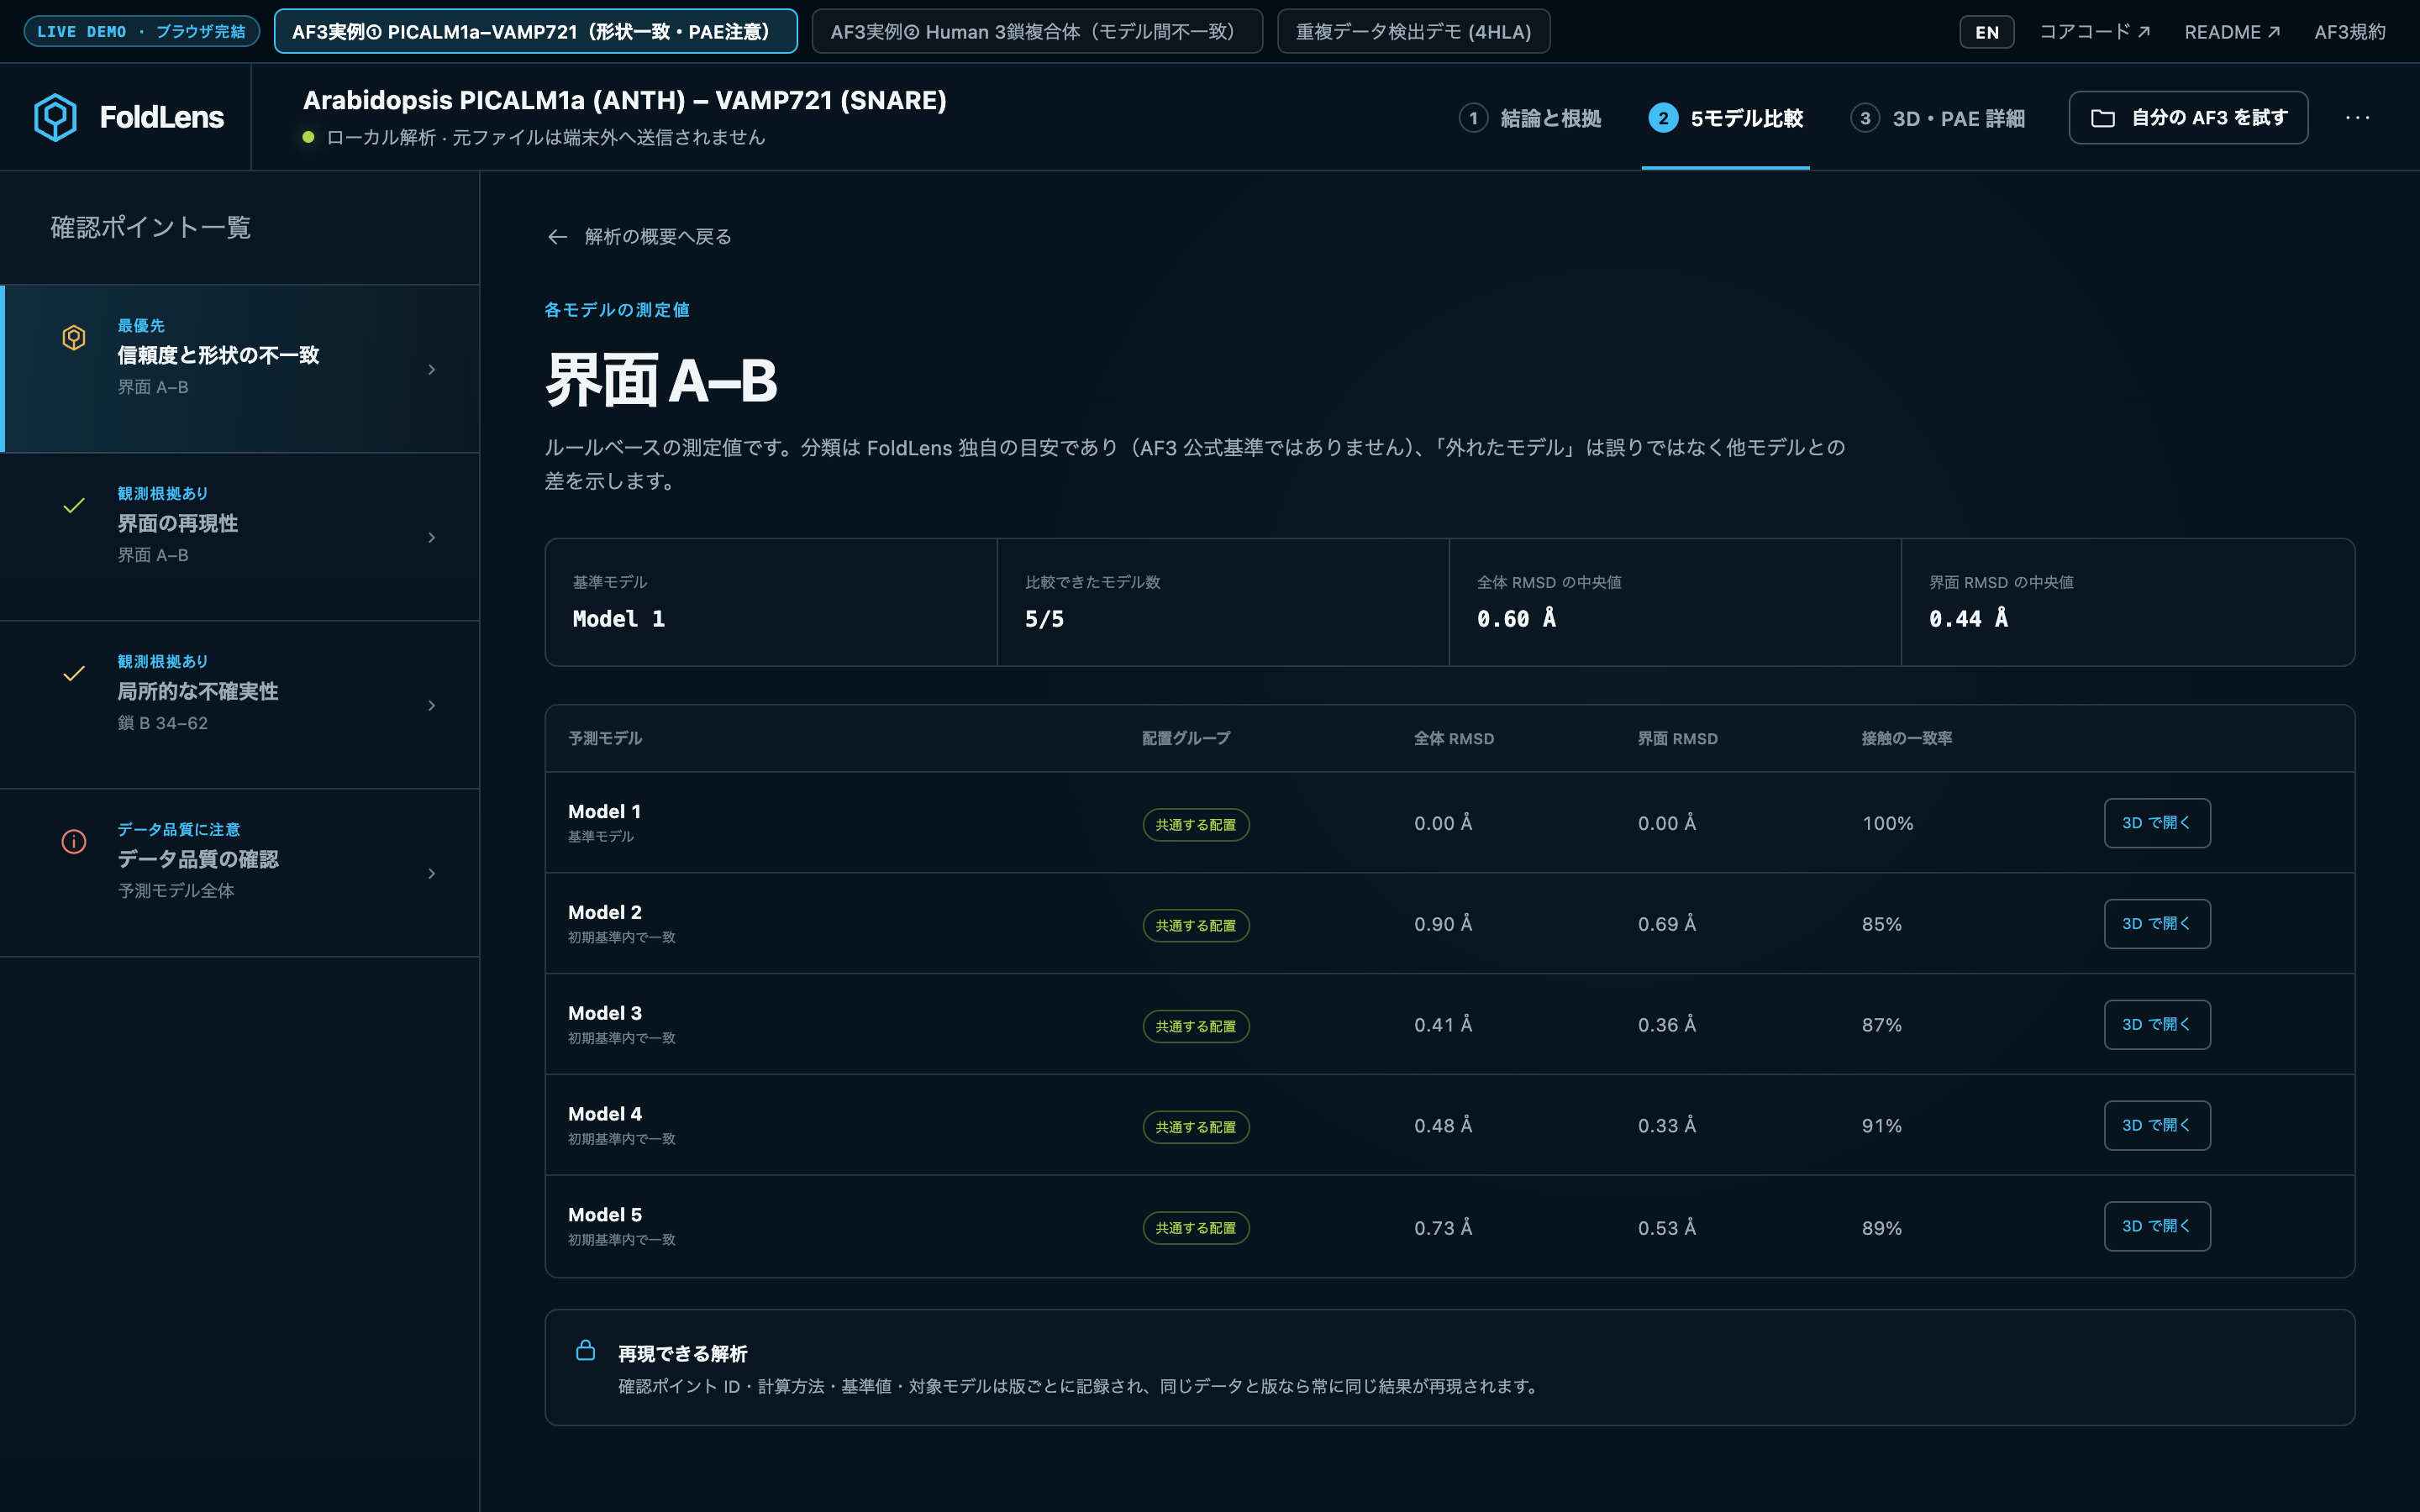 LIVE DEMO · ブラウザ完結
AF3実例① PICALM1a–VAMP721（形状一致・PAE注意）
AF3実例② Human 3鎖複合体（モデル間不一致）
重複データ検出デモ (4HLA)
EN
コアコード ↗
README ↗
AF3規約
FoldLens
Arabidopsis PICALM1a (ANTH) – VAMP721 (SNARE)
ローカル解析 · 元ファイルは端末外へ送信されません
1 結論と根拠
2 5モデル比較
3 3D・PAE 詳細
自分の AF3 を試す
…
確認ポイント一覧
最優先
信頼度と形状の不一致
界面 A–B
観測根拠あり
界面の再現性
界面 A–B
観測根拠あり
局所的な不確実性
鎖 B 34–62
データ品質に注意
データ品質の確認
予測モデル全体
← 解析の概要へ戻る
各モデルの測定値
界面 A–B
ルールベースの測定値です。分類は FoldLens 独自の目安であり（AF3 公式基準ではありません）、「外れたモデル」は誤りではなく他モデルとの
差を示します。
基準モデル
Model 1
比較できたモデル数
5/5
全体 RMSD の中央値
0.60 Å
界面 RMSD の中央値
0.44 Å
予測モデル 配置グループ 全体 RMSD 界面 RMSD 接触の一致率
Model 1
基準モデル
共通する配置 0.00 Å 0.00 Å 100% 3D で開く
Model 2
初期基準内で一致
共通する配置 0.90 Å 0.69 Å 85% 3D で開く
Model 3
初期基準内で一致
共通する配置 0.41 Å 0.36 Å 87% 3D で開く
Model 4
初期基準内で一致
共通する配置 0.48 Å 0.33 Å 91% 3D で開く
Model 5
初期基準内で一致
共通する配置 0.73 Å 0.53 Å 89% 3D で開く
再現できる解析
確認ポイント ID・計算方法・基準値・対象モデルは版ごとに記録され、同じデータと版なら常に同じ結果が再現されます。